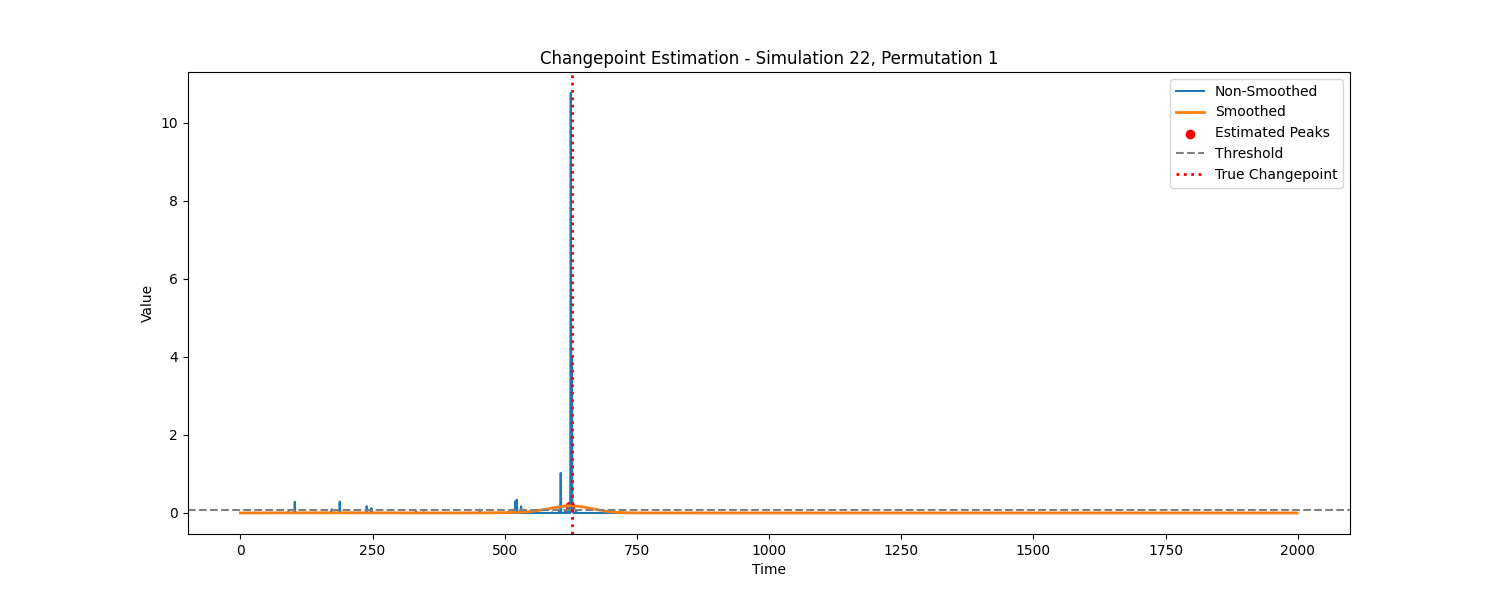 Changepoint Estimation - Simulation 22, Permutation 1
Non-Smoothed
Smoothed
Estimated Peaks
Threshold
True Changepoint
Value
10
8
6
4
2
0
0 250 500 750 1000 1250 1500 1750 2000
Time